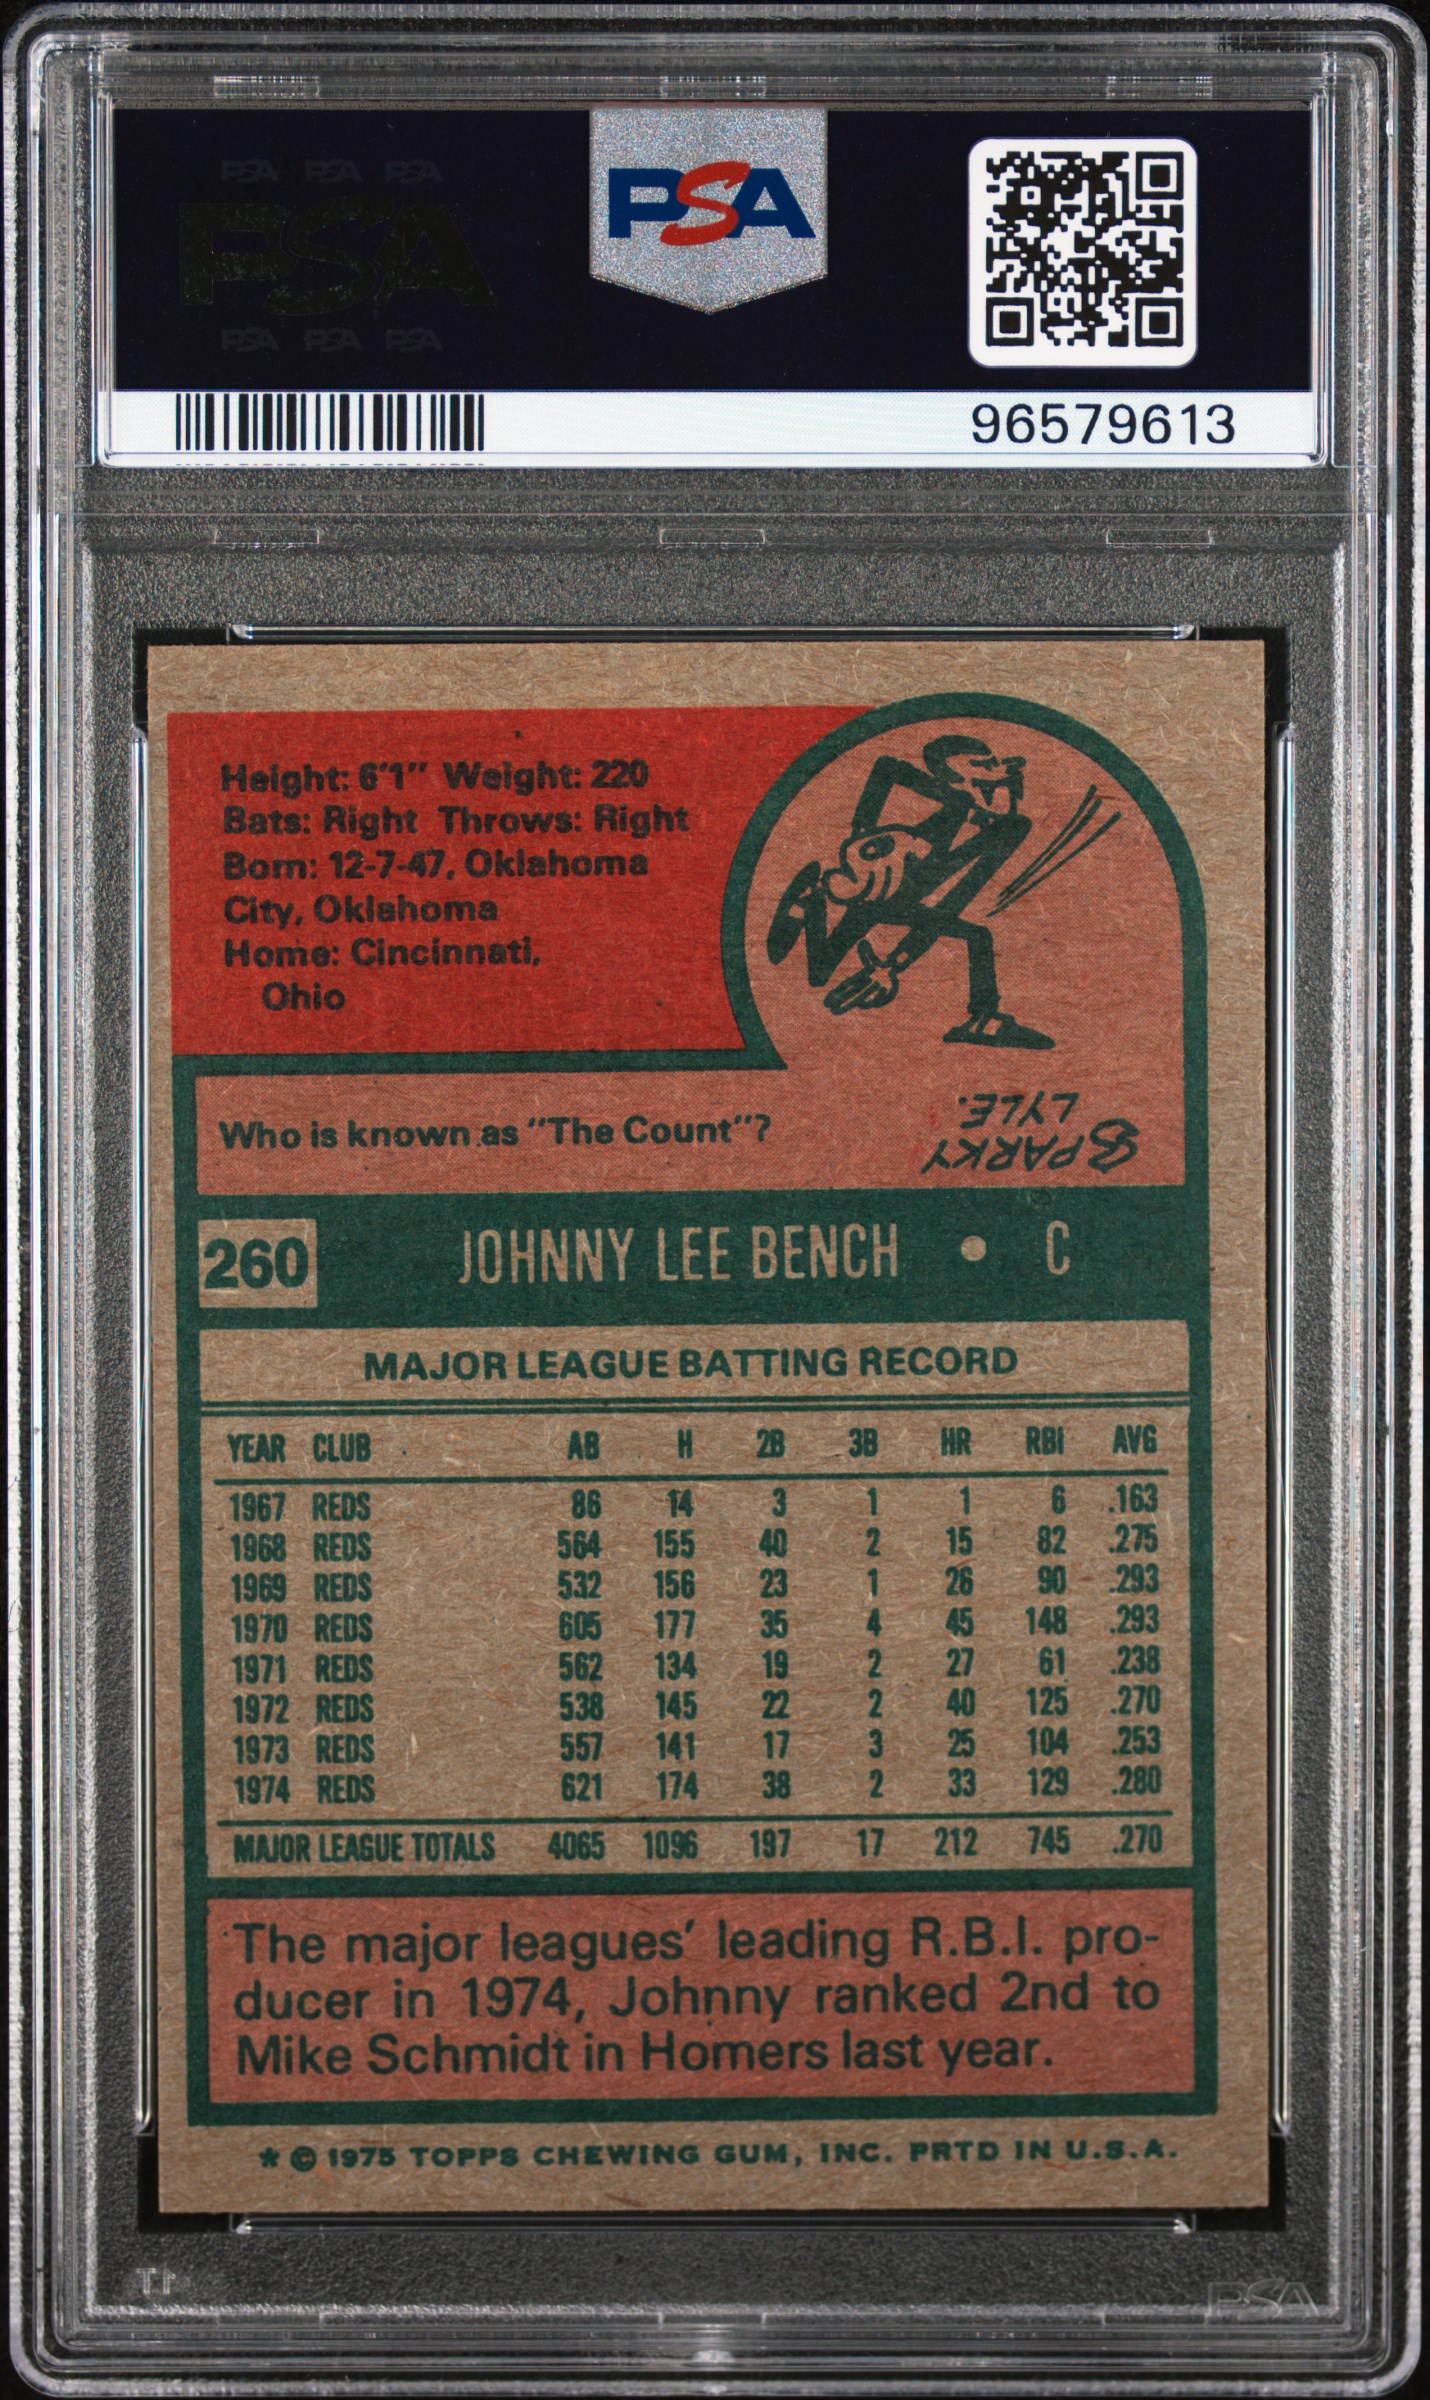 PSA PSA PSA
PSA
PSA PSA PSA
PSA
96579613
Height: 6'1" Weight: 220
Bats: Right Throws: Right
Born: 12-7-47, Oklahoma
City, Oklahoma
Home: Cincinnati,
Ohio
Who is known as "The Count"?
SPARKY
LYLE.
260 JOHNNY LEE BENCH • C
MAJOR LEAGUE BATTING RECORD
YEAR CLUB AB H 2B 3B HR RBI AVG
1967 REDS 86 14 3 1 1 6 .163
1968 REDS 564 155 40 2 15 82 .275
1969 REDS 532 156 23 1 26 90 .293
1970 REDS 605 177 35 4 45 148 .293
1971 REDS 562 134 19 2 27 61 .238
1972 REDS 538 145 22 2 40 125 .270
1973 REDS 557 141 17 3 25 104 .253
1974 REDS 621 174 38 2 33 129 .280
MAJOR LEAGUE TOTALS 4065 1096 197 17 212 745 .270
The major leagues' leading R.B.I. pro-
ducer in 1974, Johnny ranked 2nd to
Mike Schmidt in Homers last year.
* © 1975 TOPPS CHEWING GUM, INC. PRTD IN U.S.A.
PSA